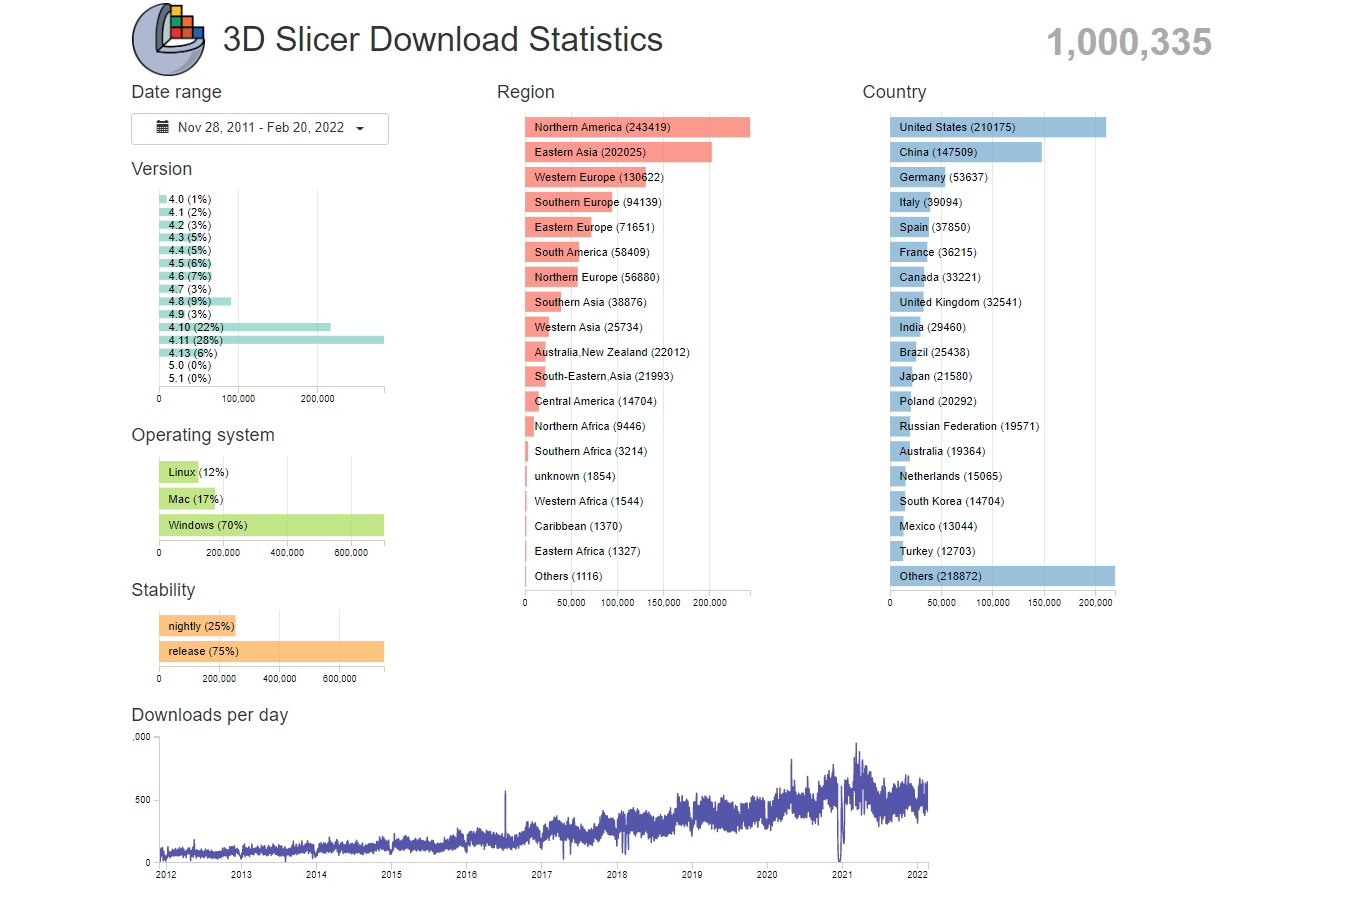 3D Slicer Download Statistics
1,000,335
Date range
Nov 28, 2011 - Feb 20, 2022
Version
4.0 (1%)
4.1 (2%)
4.2 (3%)
4.3 (5%)
4.4 (5%)
4.5 (6%)
4.6 (7%)
4.7 (3%)
4.8 (9%)
4.9 (3%)
4.10 (22%)
4.11 (28%)
4.13 (6%)
5.0 (0%)
5.1 (0%)
0 100,000 200,000
Operating system
Linux (12%)
Mac (17%)
Windows (70%)
0 200,000 400,000 600,000
Stability
nightly (25%)
release (75%)
0 200,000 400,000 600,000
Region
Northern America (243419)
Eastern Asia (202025)
Western Europe (130622)
Southern Europe (94139)
Eastern Europe (71651)
South America (58409)
Northern Europe (56880)
Southern Asia (38876)
Western Asia (25734)
Australia,New Zealand (22012)
South-Eastern,Asia (21993)
Central America (14704)
Northern Africa (9446)
Southern Africa (3214)
unknown (1854)
Western Africa (1544)
Caribbean (1370)
Eastern Africa (1327)
Others (1116)
0 50,000 100,000 150,000 200,000
Country
United States (210175)
China (147509)
Germany (53637)
Italy (39094)
Spain (37850)
France (36215)
Canada (33221)
United Kingdom (32541)
India (29460)
Brazil (25438)
Japan (21580)
Poland (20292)
Russian Federation (19571)
Australia (19364)
Netherlands (15065)
South Korea (14704)
Mexico (13044)
Turkey (12703)
Others (218872)
0 50,000 100,000 150,000 200,000
Downloads per day
,000
500
0
2012 2013 2014 2015 2016 2017 2018 2019 2020 2021 2022